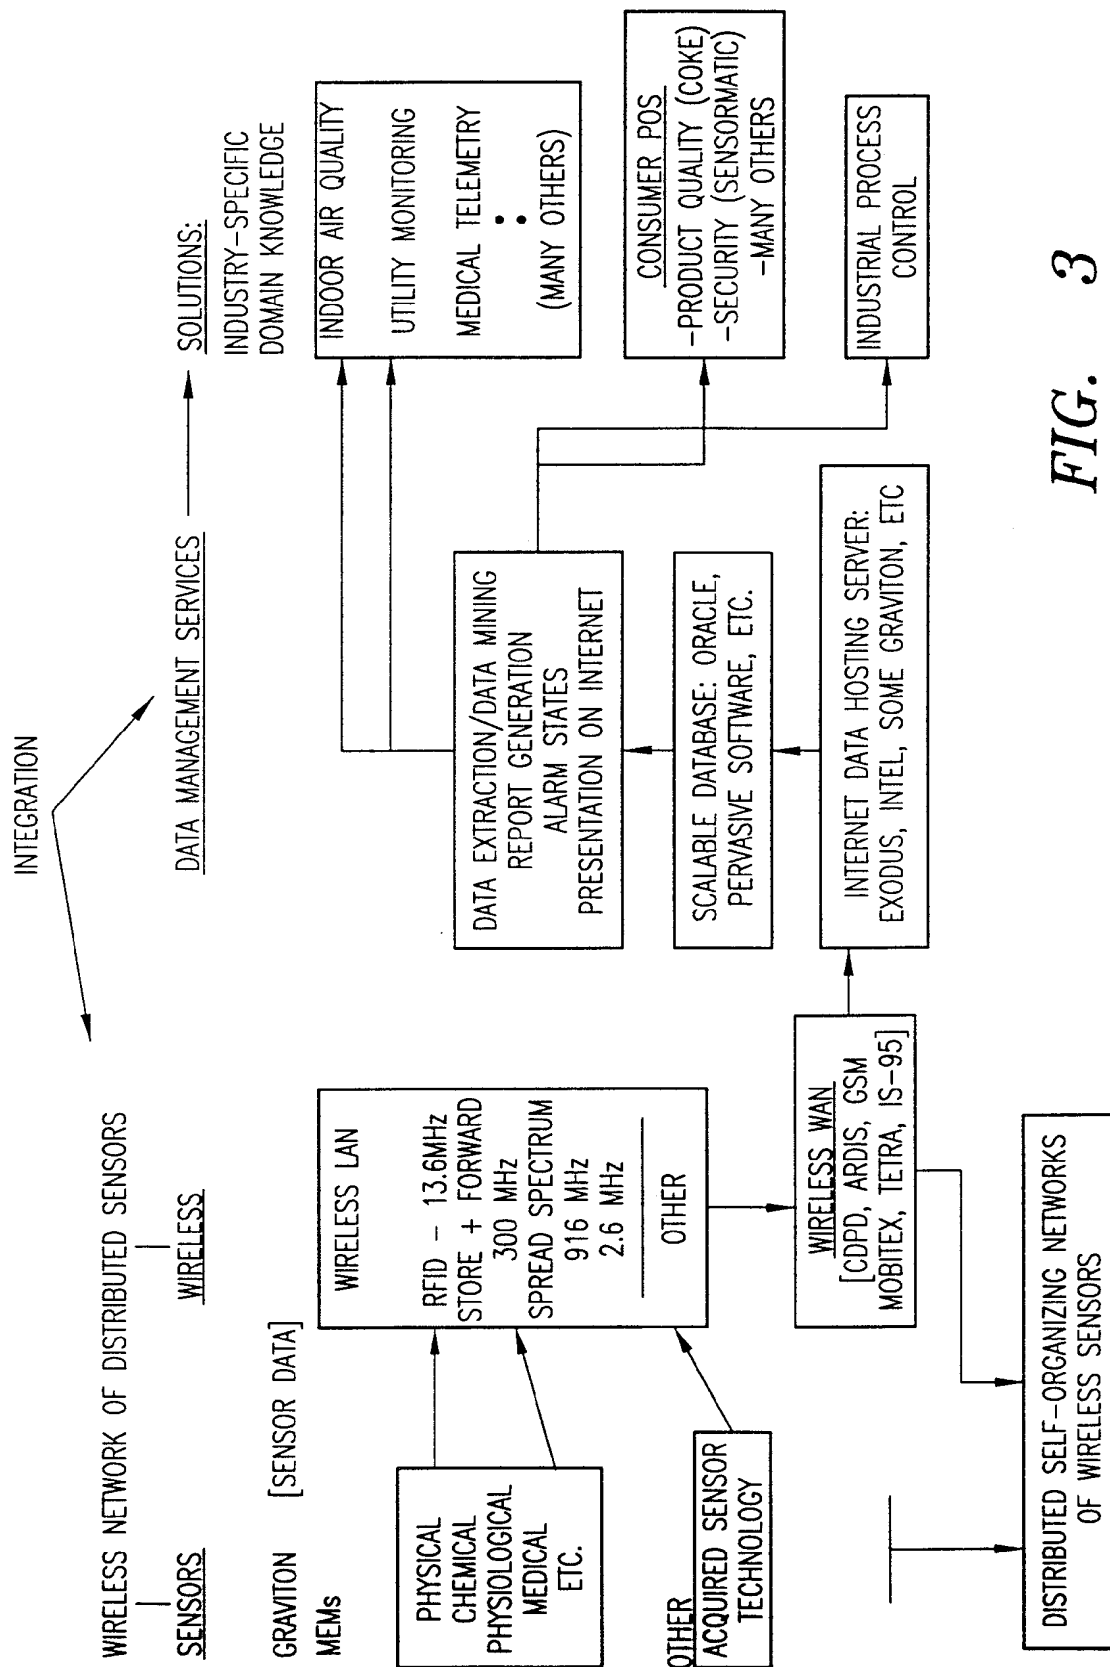 INTEGRATION
WIRELESS NETWORK OF DISTRIBUTED SENSORS
SENSORS
WIRELESS
DATA MANAGEMENT SERVICES
SOLUTIONS:
INDUSTRY-SPECIFIC
DOMAIN KNOWLEDGE
GRAVITON
MEMs
[SENSOR DATA]
PHYSICAL
CHEMICAL
PHYSIOLOGICAL
MEDICAL
ETC.
OTHER
ACQUIRED SENSOR
TECHNOLOGY
WIRELESS LAN
RFID - 13.6MHz
STORE + FORWARD
300 MHz
SPREAD SPECTRUM
916 MHz
2.6 MHz
OTHER
WIRELESS WAN
[CDPD, ARDIS, GSM
MOBITEX, TETRA, IS-95]
DISTRIBUTED SELF-ORGANIZING NETWORKS
OF WIRELESS SENSORS
DATA EXTRACTION/DATA MINING
REPORT GENERATION
ALARM STATES
PRESENTATION ON INTERNET
SCALABLE DATABASE: ORACLE,
PERVASIVE SOFTWARE, ETC.
INTERNET DATA HOSTING SERVER:
EXODUS, INTEL, SOME GRAVITON, ETC
INDOOR AIR QUALITY
UTILITY MONITORING
MEDICAL TELEMETRY
(MANY OTHERS)
CONSUMER POS
-PRODUCT QUALITY (COKE)
-SECURITY (SENSORMATIC)
-MANY OTHERS
INDUSTRIAL PROCESS
CONTROL
FIG. 3